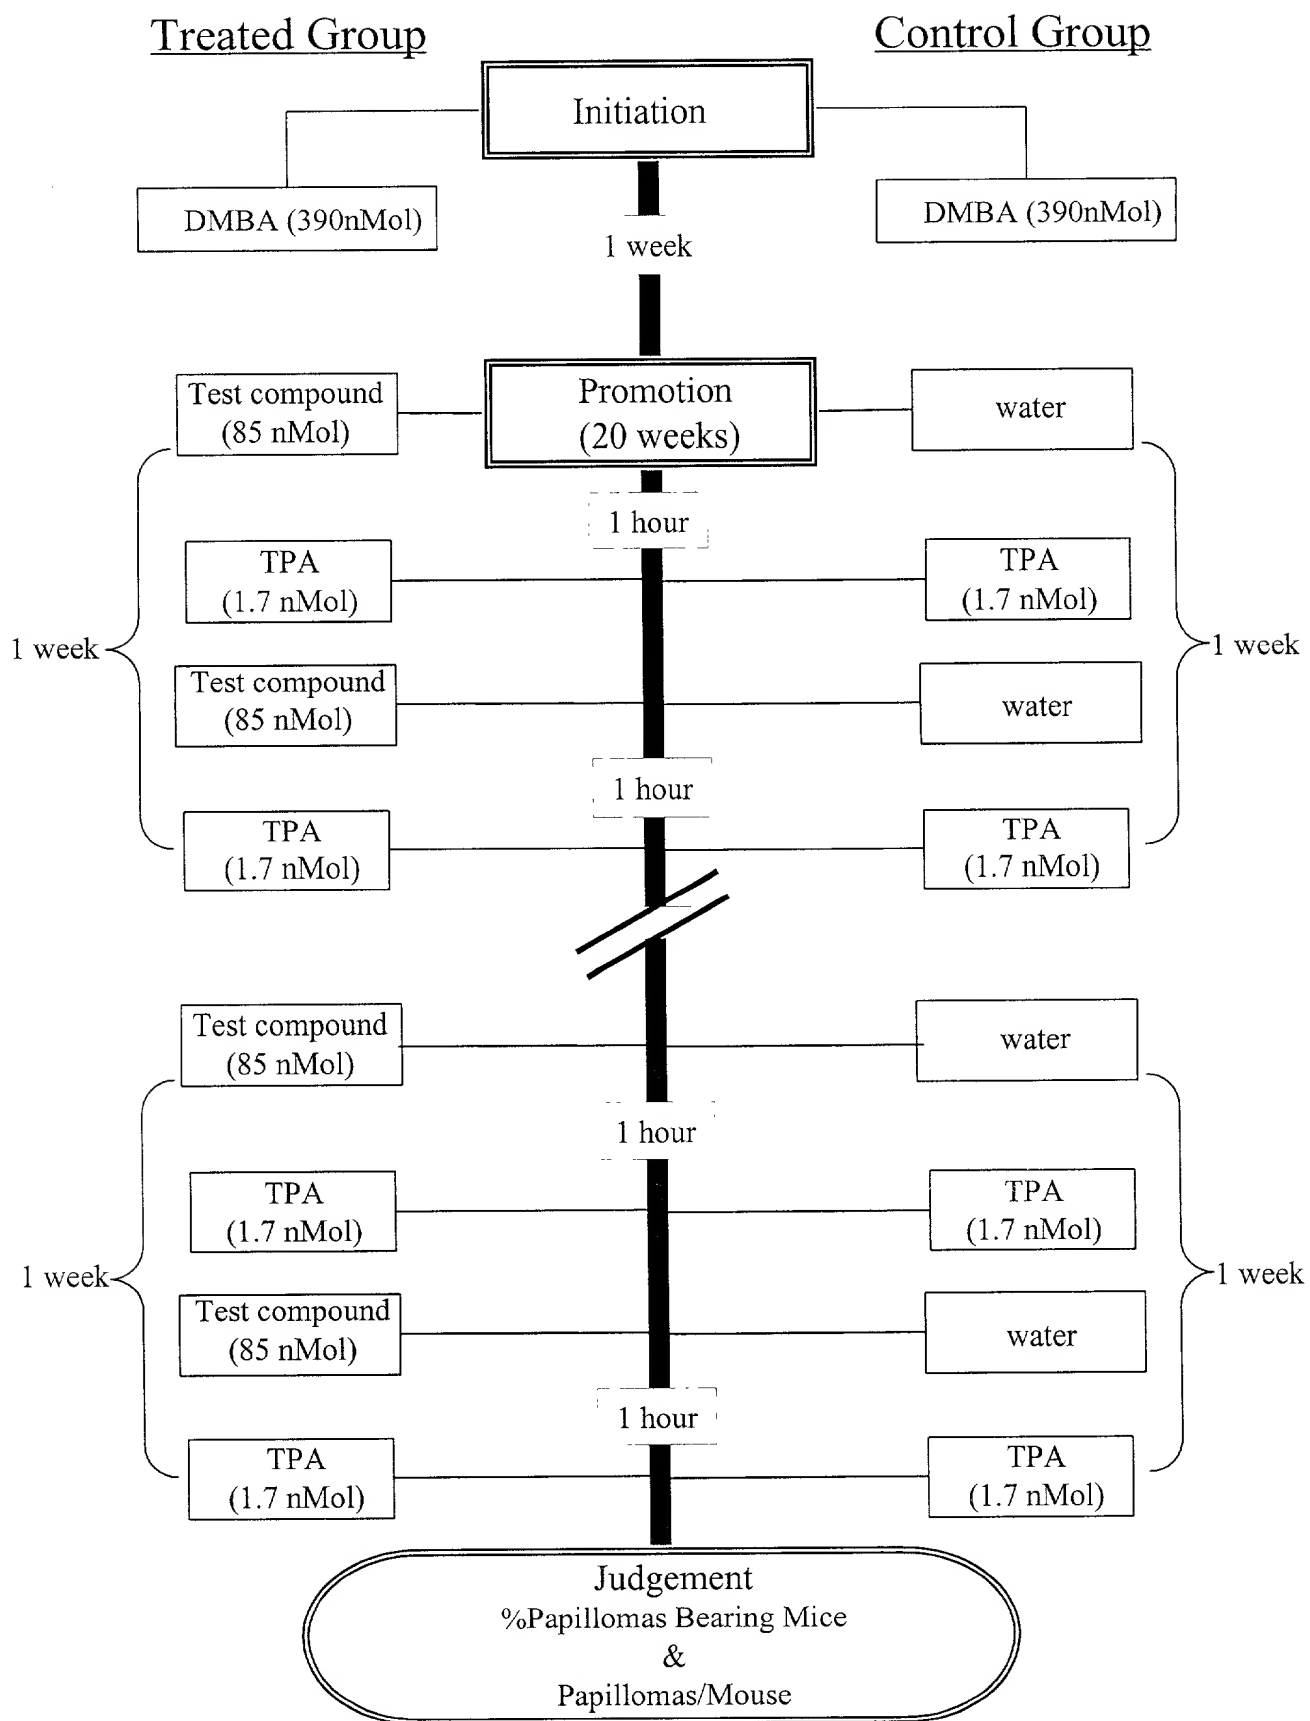 Treated Group
Control Group
Initiation
DMBA (390nMol)
DMBA (390nMol)
1 week
Test compound
(85 nMol)
Promotion
(20 weeks)
water
1 hour
TPA
(1.7 nMol)
TPA
(1.7 nMol)
1 week
1 week
Test compound
(85 nMol)
water
1 hour
TPA
(1.7 nMol)
TPA
(1.7 nMol)
Test compound
(85 nMol)
water
1 hour
TPA
(1.7 nMol)
TPA
(1.7 nMol)
1 week
1 week
Test compound
(85 nMol)
water
1 hour
TPA
(1.7 nMol)
TPA
(1.7 nMol)
Judgement
%Papillomas Bearing Mice
&
Papillomas/Mouse